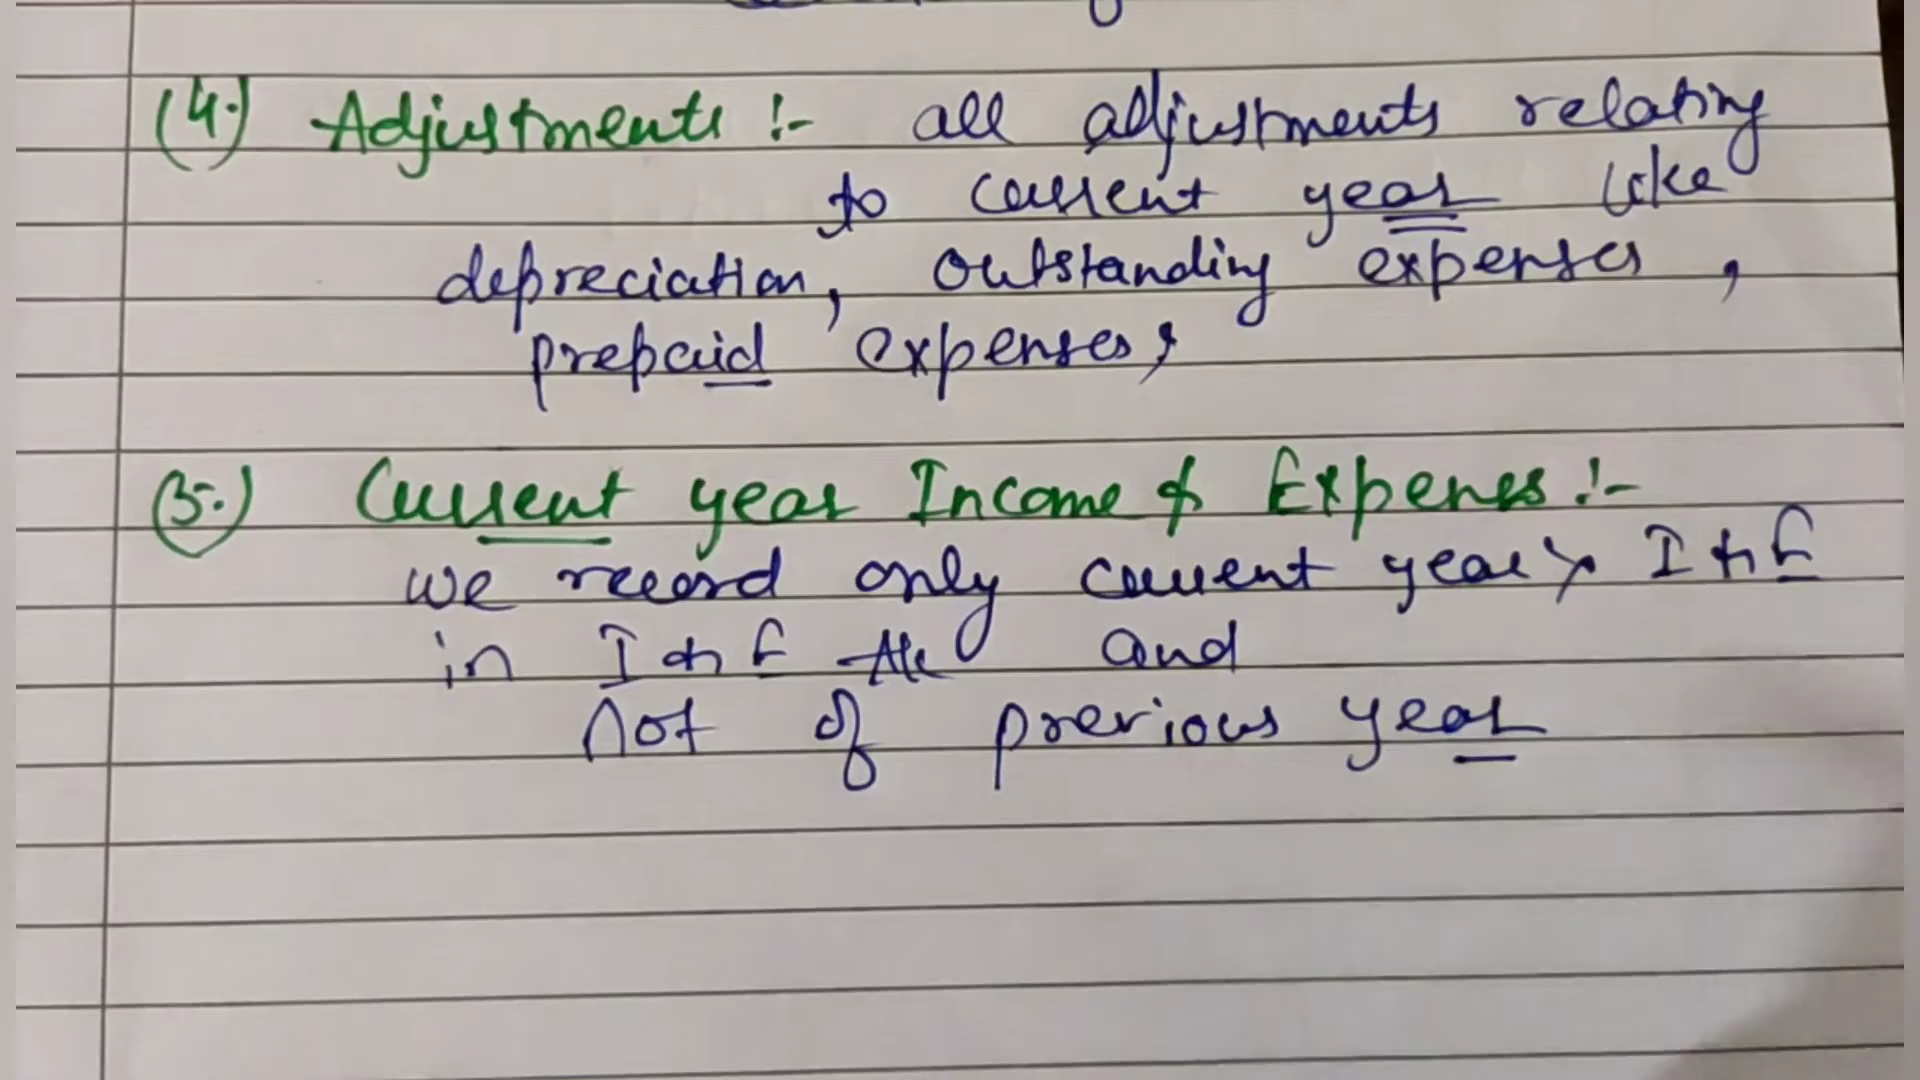 (4.) Adjustments :- all adjustments relating
to current year like
depreciation, outstanding expenses,
prepaid expenses,
(5.) Current year Income & Expenses :-
we record only current year's I & E
in I & E A/c and
not of previous year